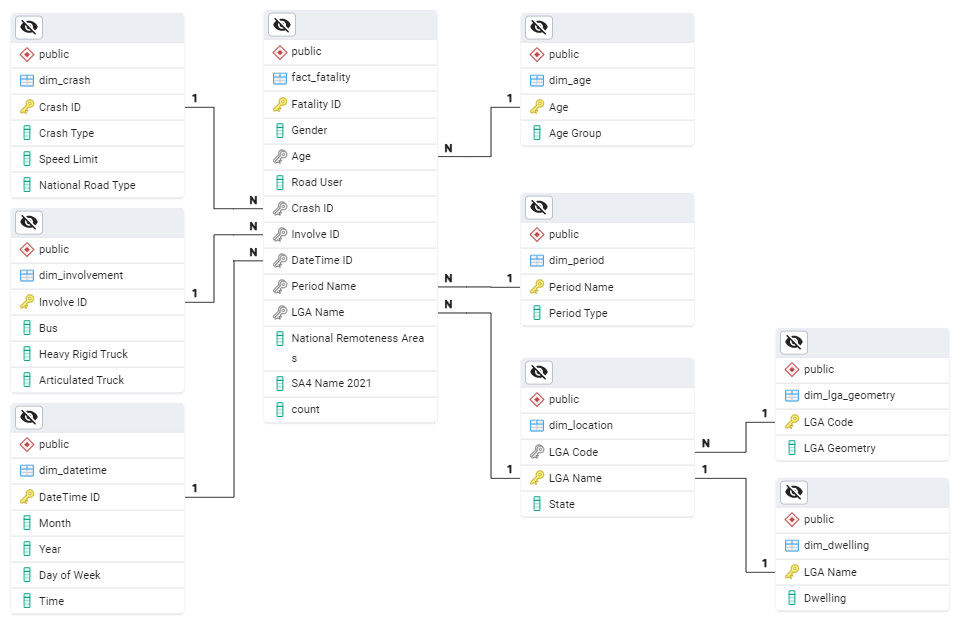 public
dim_crash
Crash ID
Crash Type
Speed Limit
National Road Type
public
dim_involvement
Involve ID
Bus
Heavy Rigid Truck
Articulated Truck
public
dim_datetime
DateTime ID
Month
Year
Day of Week
Time
1
1
1
N
N
N
public
fact_fatality
Fatality ID
Gender
Age
Road User
Crash ID
Involve ID
DateTime ID
Period Name
LGA Name
National Remoteness Area
s
SA4 Name 2021
count
N
N
N
1
1
1
public
dim_age
Age
Age Group
public
dim_period
Period Name
Period Type
public
dim_location
LGA Code
LGA Name
State
N
1
1
1
public
dim_lga_geometry
LGA Code
LGA Geometry
public
dim_dwelling
LGA Name
Dwelling